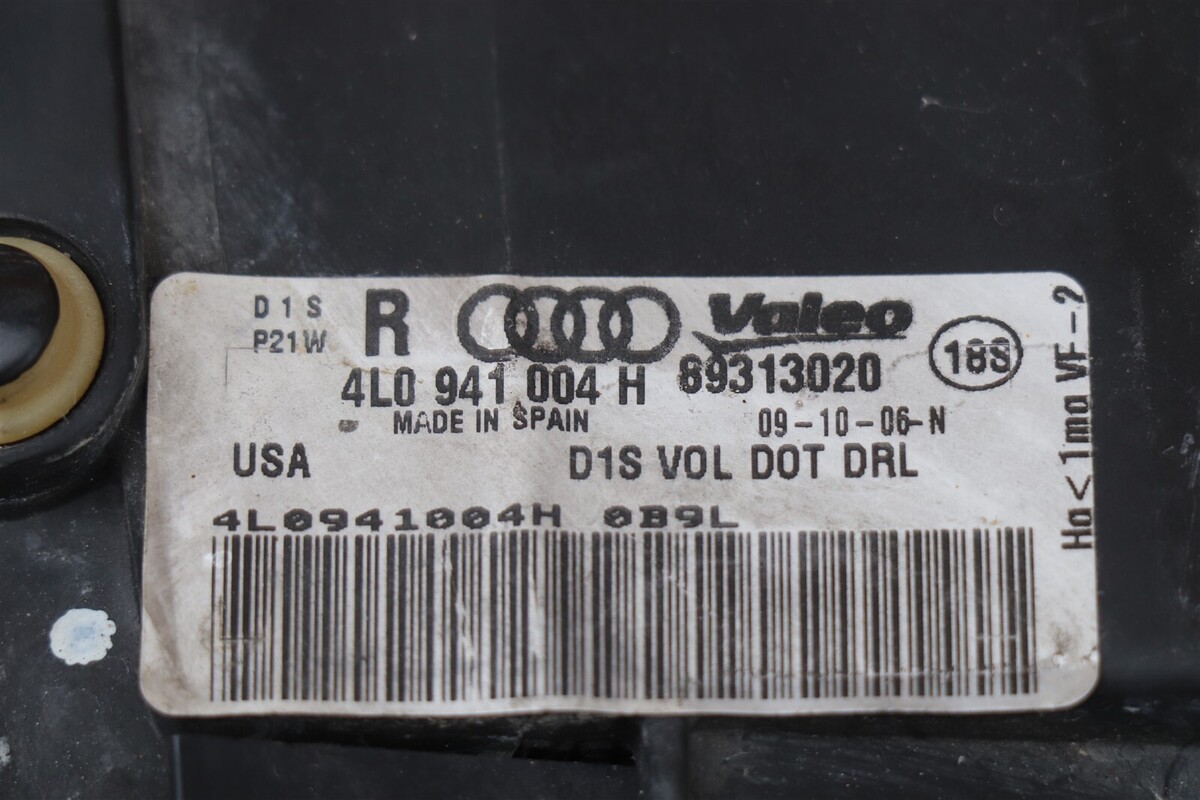 D1S
P21W
R
Valeo
4L0 941 004 H
89313020
18S
MADE IN SPAIN
09-10-06-N
USA
D1S VOL DOT DRL
4L0941004H 0B9L
Ha<1ma VF-2